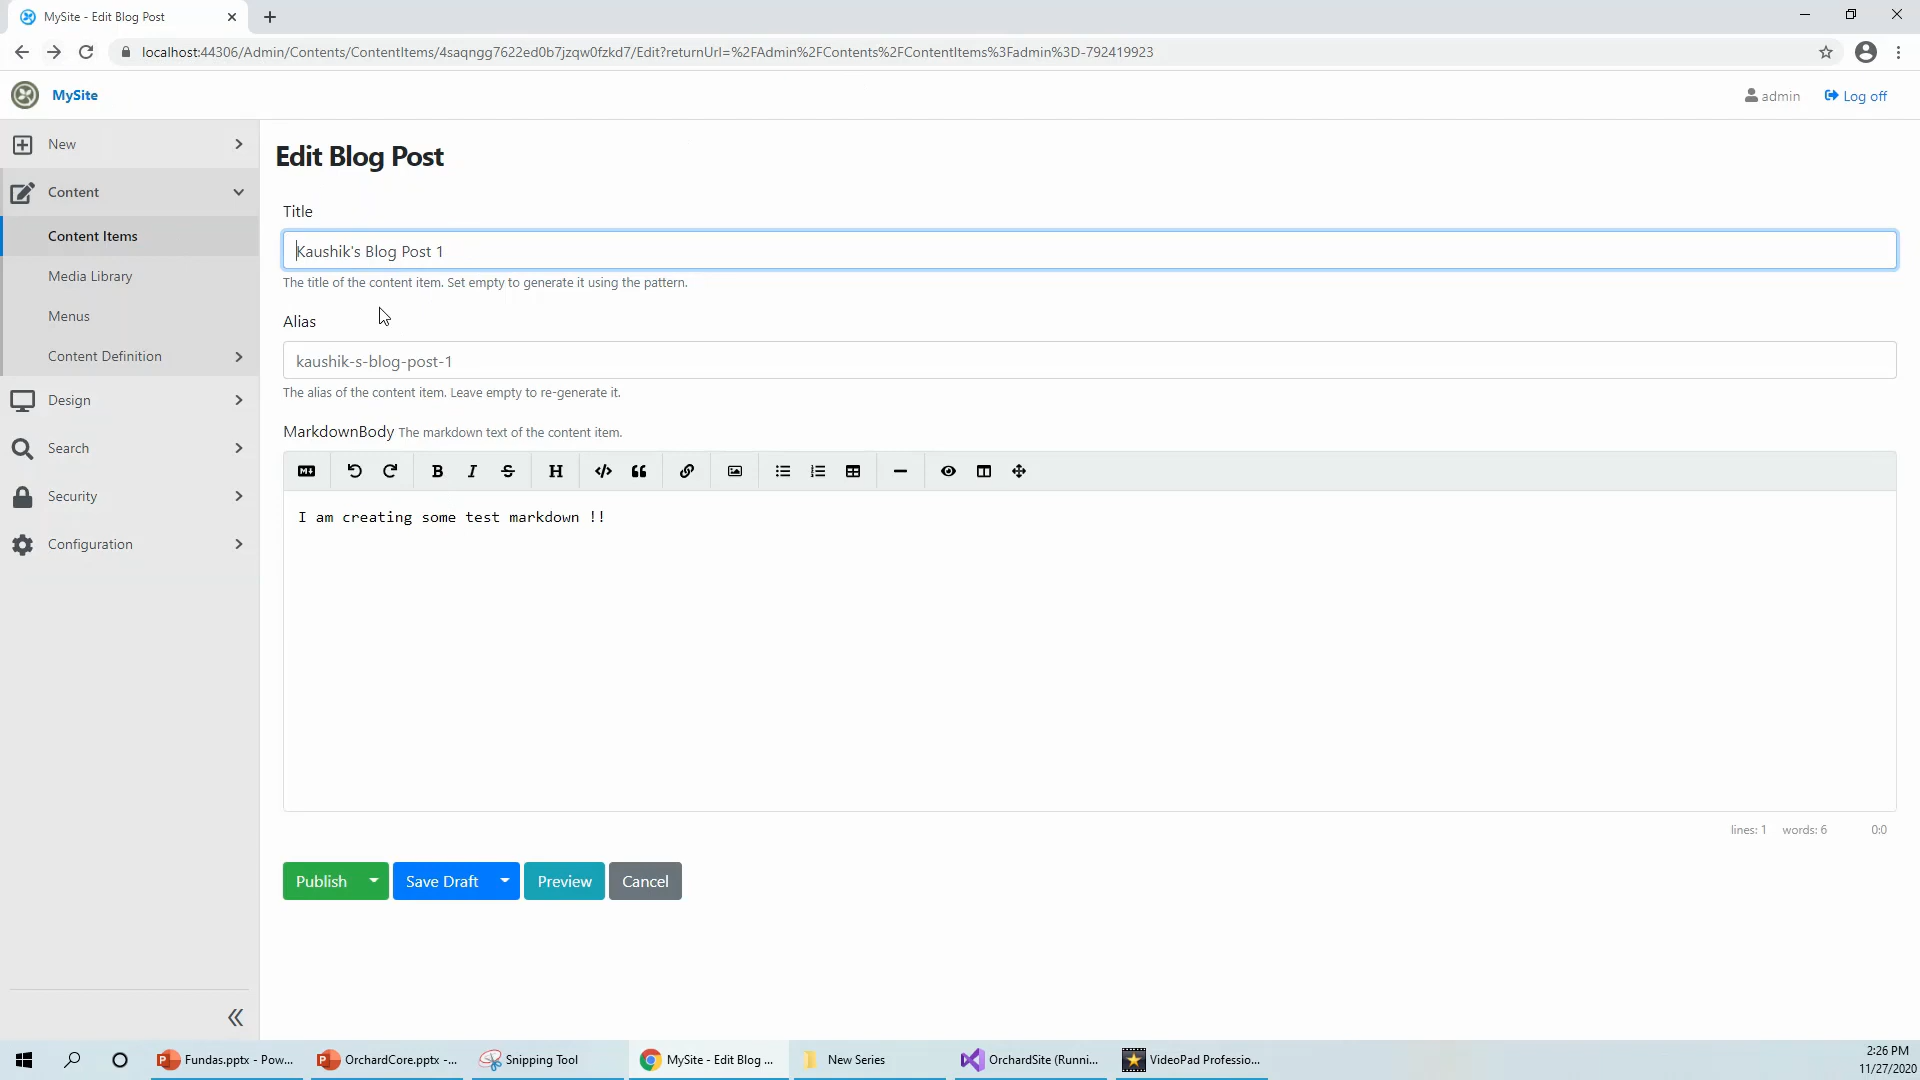 MySite - Edit Blog Post
localhost:44306/Admin/Contents/ContentItems/4saqngg7622ed0b7jzqw0fzkd7/Edit?returnUrl=%2FAdmin%2FContents%2FContentItems%3Fadmin%3D-792419923
MySite
admin
Log off
New
Content
Content Items
Media Library
Menus
Content Definition
Design
Search
Security
Configuration
Edit Blog Post
Title
Kaushik's Blog Post 1
The title of the content item. Set empty to generate it using the pattern.
Alias
kaushik-s-blog-post-1
The alias of the content item. Leave empty to re-generate it.
MarkdownBody The markdown text of the content item.
I am creating some test markdown !!
lines: 1 words: 6 0:0
Publish Save Draft Preview Cancel
Fundas.pptx - Pow... OrchardCore.pptx -... Snipping Tool MySite - Edit Blog ... New Series OrchardSite (Runni... VideoPad Professio...
2:26 PM
11/27/2020